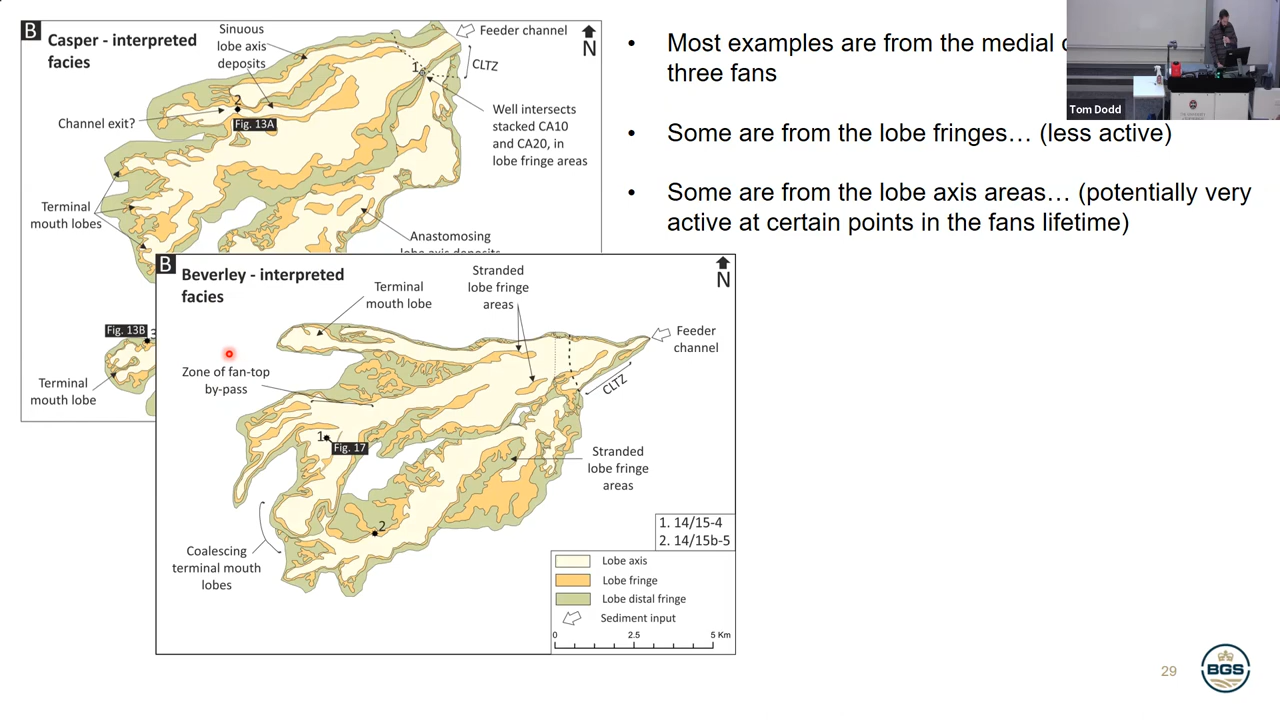 B
Casper - interpreted
facies
Sinuous
lobe axis
deposits
Feeder channel
N
CLTZ
1
2
Fig. 13A
Channel exit?
Well intersects
stacked CA10
and CA20, in
lobe fringe areas
Terminal
mouth lobes
Anastomosing
lobe axis deposits
Fig. 13B
3
Terminal
mouth lobe
B
Beverley - interpreted
facies
Stranded
lobe fringe
areas
Terminal
mouth lobe
N
Feeder
channel
Zone of fan-top
by-pass
CLTZ
1
Fig. 17
Stranded
lobe fringe
areas
2
Coalescing
terminal mouth
lobes
1. 14/15-4
2. 14/15b-5
Lobe axis
Lobe fringe
Lobe distal fringe
Sediment input
0 2.5 5 Km
• Most examples are from the medial
three fans
• Some are from the lobe fringes… (less active)
• Some are from the lobe axis areas… (potentially very
active at certain points in the fans lifetime)
Tom Dodd
29
BGS